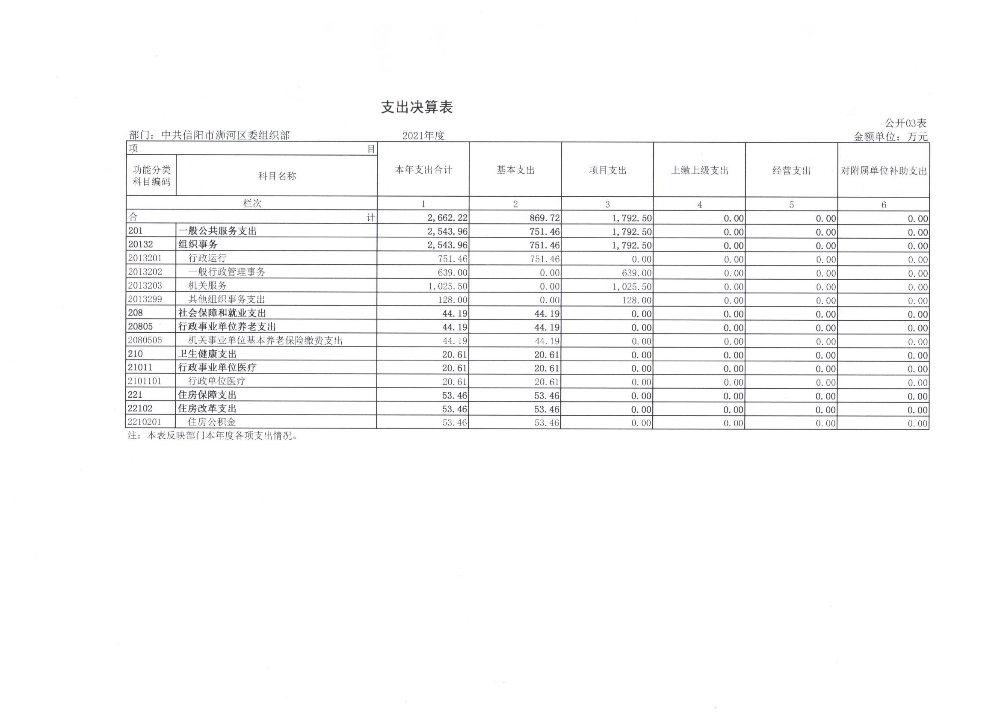 支出决算表
公开03表
部门：中共信阳市浉河区委组织部 2021年度 金额单位：万元
项 目 本年支出合计 基本支出 项目支出 上缴上级支出 经营支出 对附属单位补助支出
功能分类科目编码 科目名称
栏次 1 2 3 4 5 6
合 计 2,662.22 869.72 1,792.50 0.00 0.00 0.00
201 一般公共服务支出 2,543.96 751.46 1,792.50 0.00 0.00 0.00
20132 组织事务 2,543.96 751.46 1,792.50 0.00 0.00 0.00
2013201 行政运行 751.46 751.46 0.00 0.00 0.00 0.00
2013202 一般行政管理事务 639.00 0.00 639.00 0.00 0.00 0.00
2013203 机关服务 1,025.50 0.00 1,025.50 0.00 0.00 0.00
2013299 其他组织事务支出 128.00 0.00 128.00 0.00 0.00 0.00
208 社会保障和就业支出 44.19 44.19 0.00 0.00 0.00 0.00
20805 行政事业单位养老支出 44.19 44.19 0.00 0.00 0.00 0.00
2080505 机关事业单位基本养老保险缴费支出 44.19 44.19 0.00 0.00 0.00 0.00
210 卫生健康支出 20.61 20.61 0.00 0.00 0.00 0.00
21011 行政事业单位医疗 20.61 20.61 0.00 0.00 0.00 0.00
2101101 行政单位医疗 20.61 20.61 0.00 0.00 0.00 0.00
221 住房保障支出 53.46 53.46 0.00 0.00 0.00 0.00
22102 住房改革支出 53.46 53.46 0.00 0.00 0.00 0.00
2210201 住房公积金 53.46 53.46 0.00 0.00 0.00 0.00
注：本表反映部门本年度各项支出情况。